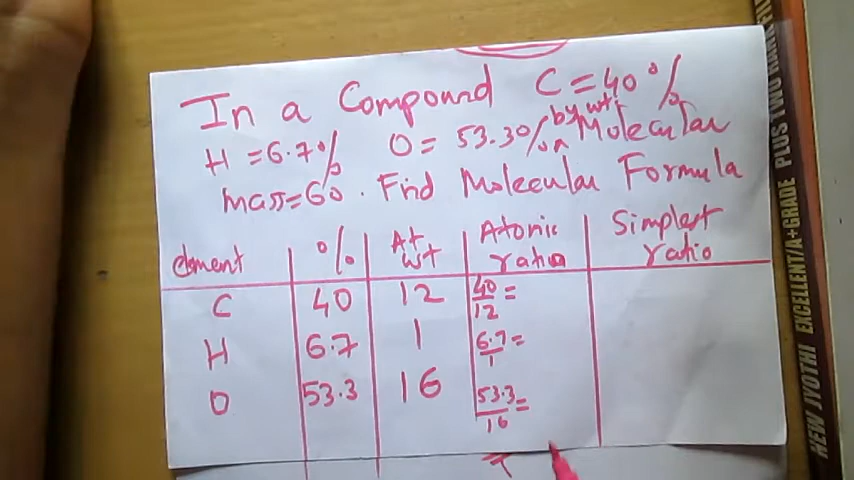 In a Compound C = 40%
H = 6.7% O = 53.3% by wt. Molecular
mass = 60. Find Molecular Formula
element % At wt Atomic ratio Simplest ratio
C 40 12 40/12 =
H 6.7 1 6.7/1 =
O 53.3 16 53.3/16 =
NEW JYOTHI EXCELLENT/A+GRADE PLUS TWO